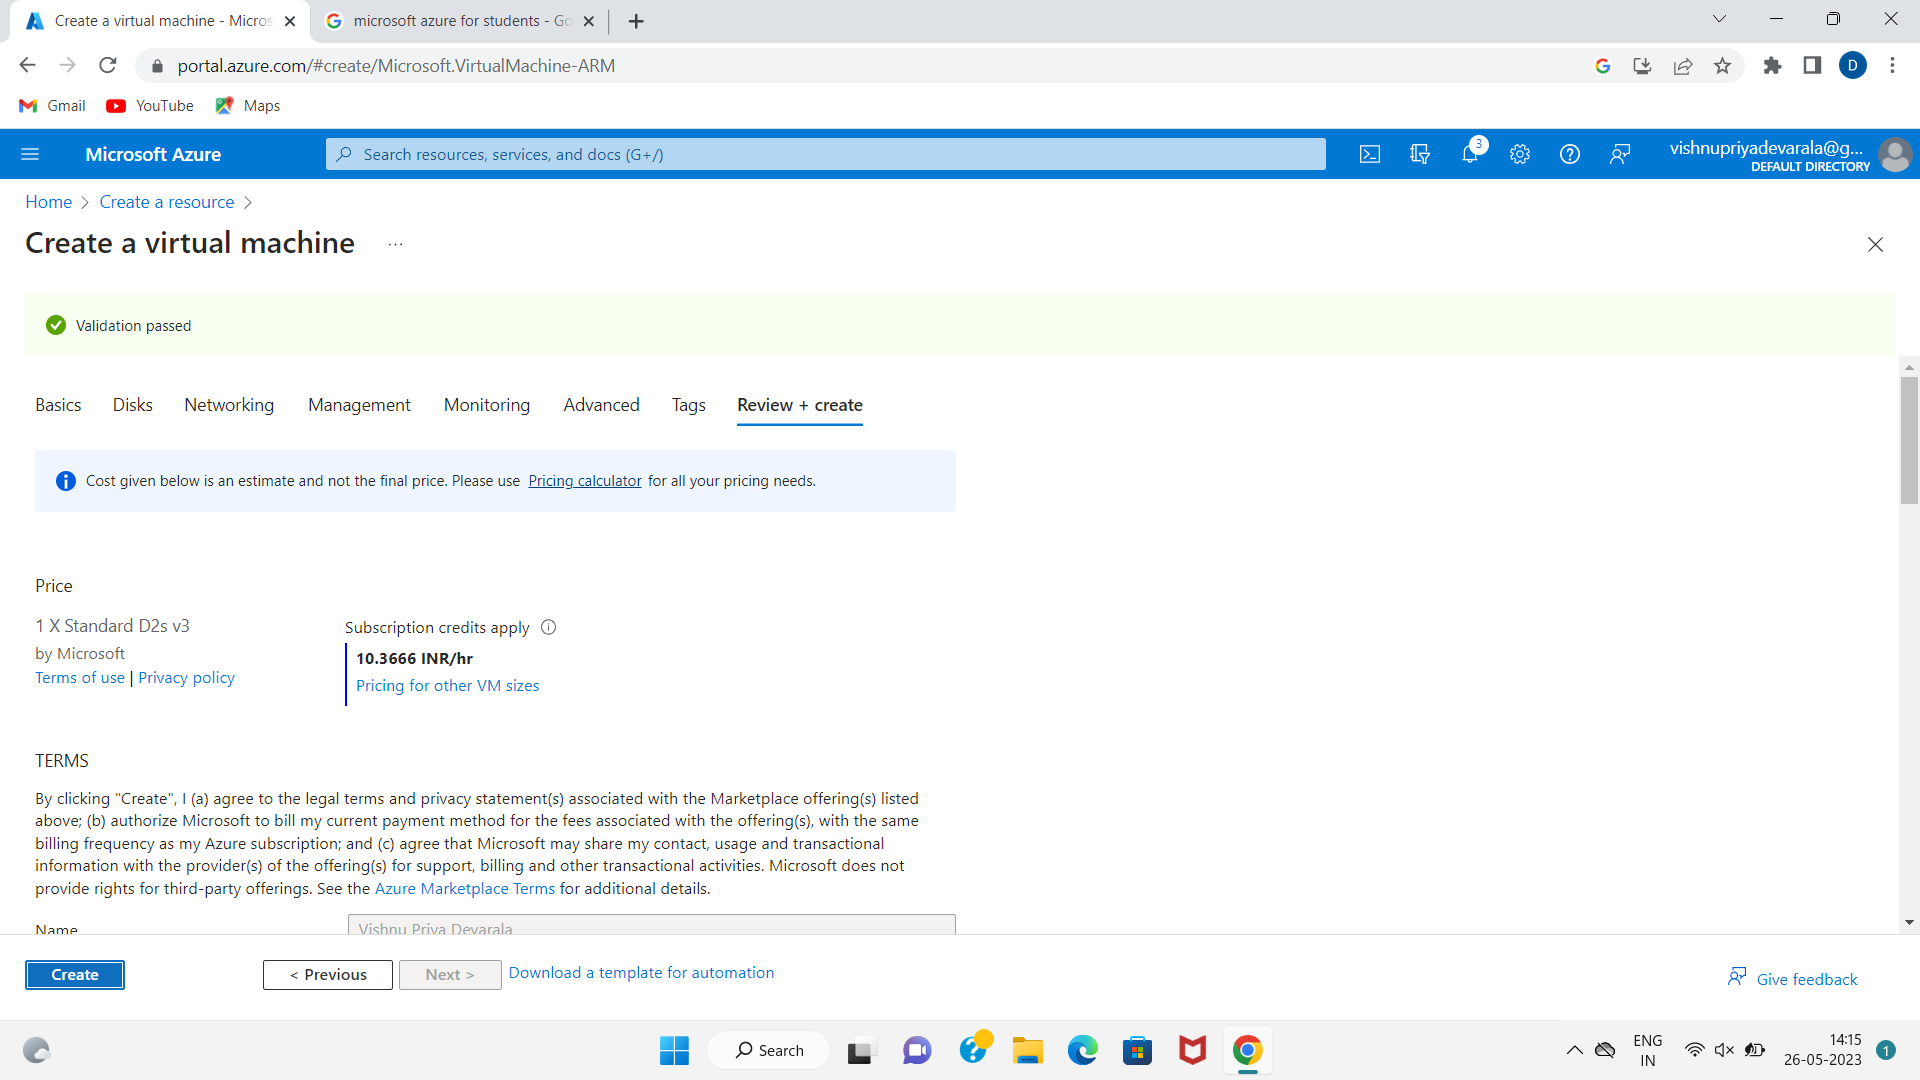 Create a virtual machine - Micros
microsoft azure for students - Go
portal.azure.com/#create/Microsoft.VirtualMachine-ARM
D
Gmail
YouTube
Maps
Microsoft Azure
Search resources, services, and docs (G+/)
3
vishnupriyadevarala@g...
DEFAULT DIRECTORY
Home
Create a resource
Create a virtual machine
...
Validation passed
Basics
Disks
Networking
Management
Monitoring
Advanced
Tags
Review + create
Cost given below is an estimate and not the final price. Please use Pricing calculator for all your pricing needs.
Price
1 X Standard D2s v3
by Microsoft
Terms of use | Privacy policy
Subscription credits apply
10.3666 INR/hr
Pricing for other VM sizes
TERMS
By clicking "Create", I (a) agree to the legal terms and privacy statement(s) associated with the Marketplace offering(s) listed
above; (b) authorize Microsoft to bill my current payment method for the fees associated with the offering(s), with the same
billing frequency as my Azure subscription; and (c) agree that Microsoft may share my contact, usage and transactional
information with the provider(s) of the offering(s) for support, billing and other transactional activities. Microsoft does not
provide rights for third-party offerings. See the Azure Marketplace Terms for additional details.
Name
Vishnu Priya Devarala
Create
< Previous
Next >
Download a template for automation
Give feedback
Search
ENG
IN
14:15
26-05-2023
1